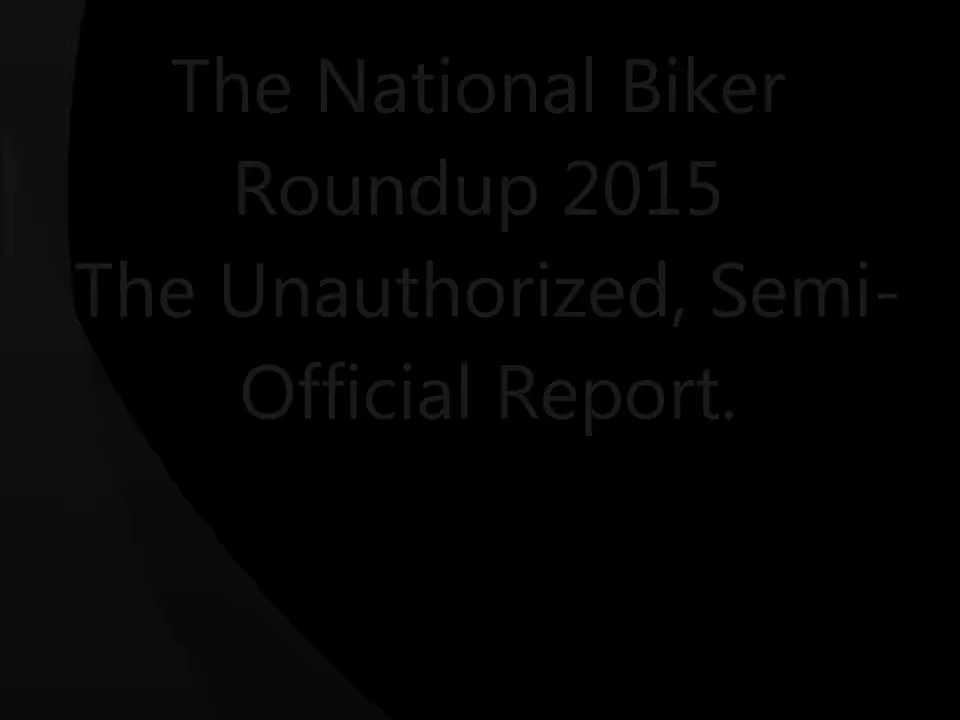 The National Biker
Roundup 2015
The Unauthorized, Semi-
Official Report.